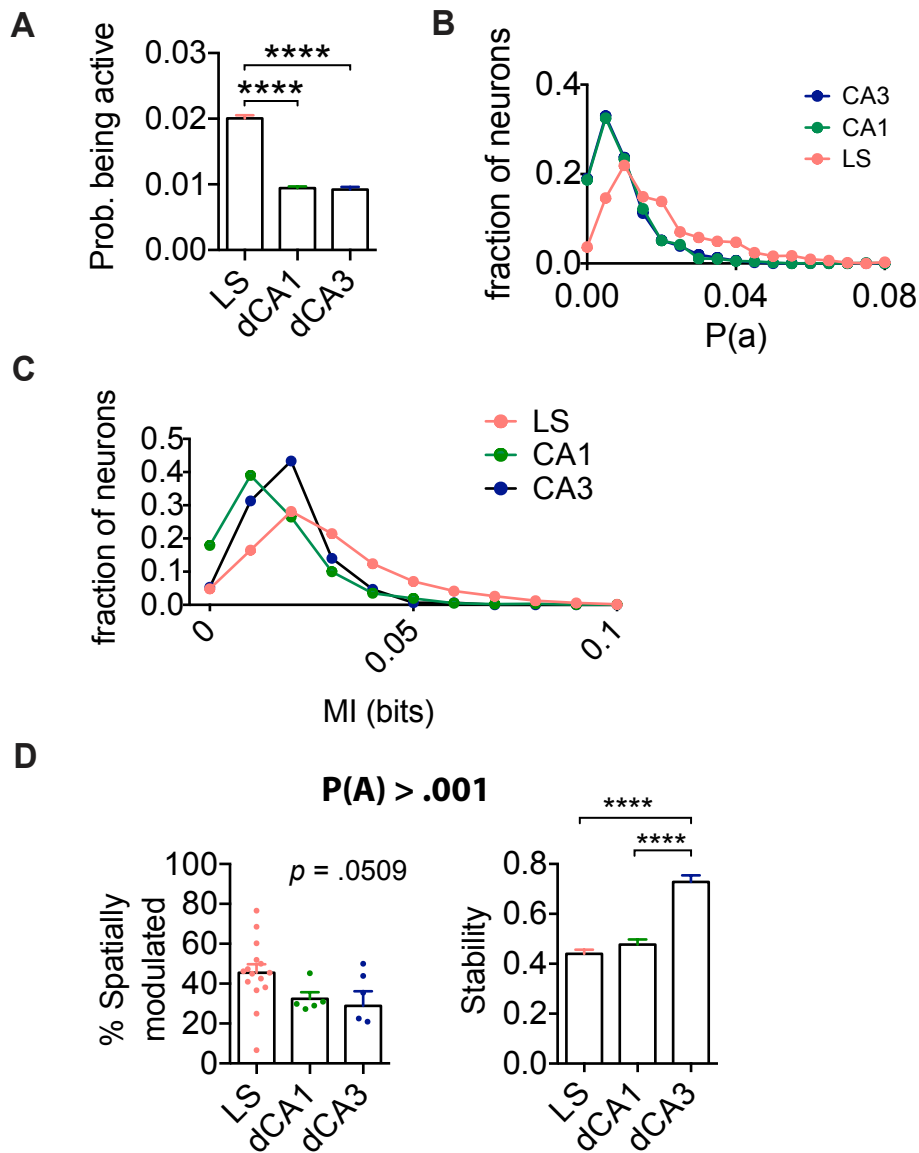 A
Prob. being active
0.03
0.02
0.01
0.00
****
****
LS
dCA1
dCA3
B
fraction of neurons
0.4
0.2
0.0
0.00
0.04
0.08
P(a)
CA3
CA1
LS
C
fraction of neurons
0.5
0.4
0.3
0.2
0.1
0.0
0
0.05
0.1
MI (bits)
LS
CA1
CA3
D
P(A) > .001
% Spatially
modulated
100
80
60
40
20
0
p = .0509
LS
dCA1
dCA3
Stability
0.8
0.6
0.4
0.2
0.0
****
****
LS
dCA1
dCA3